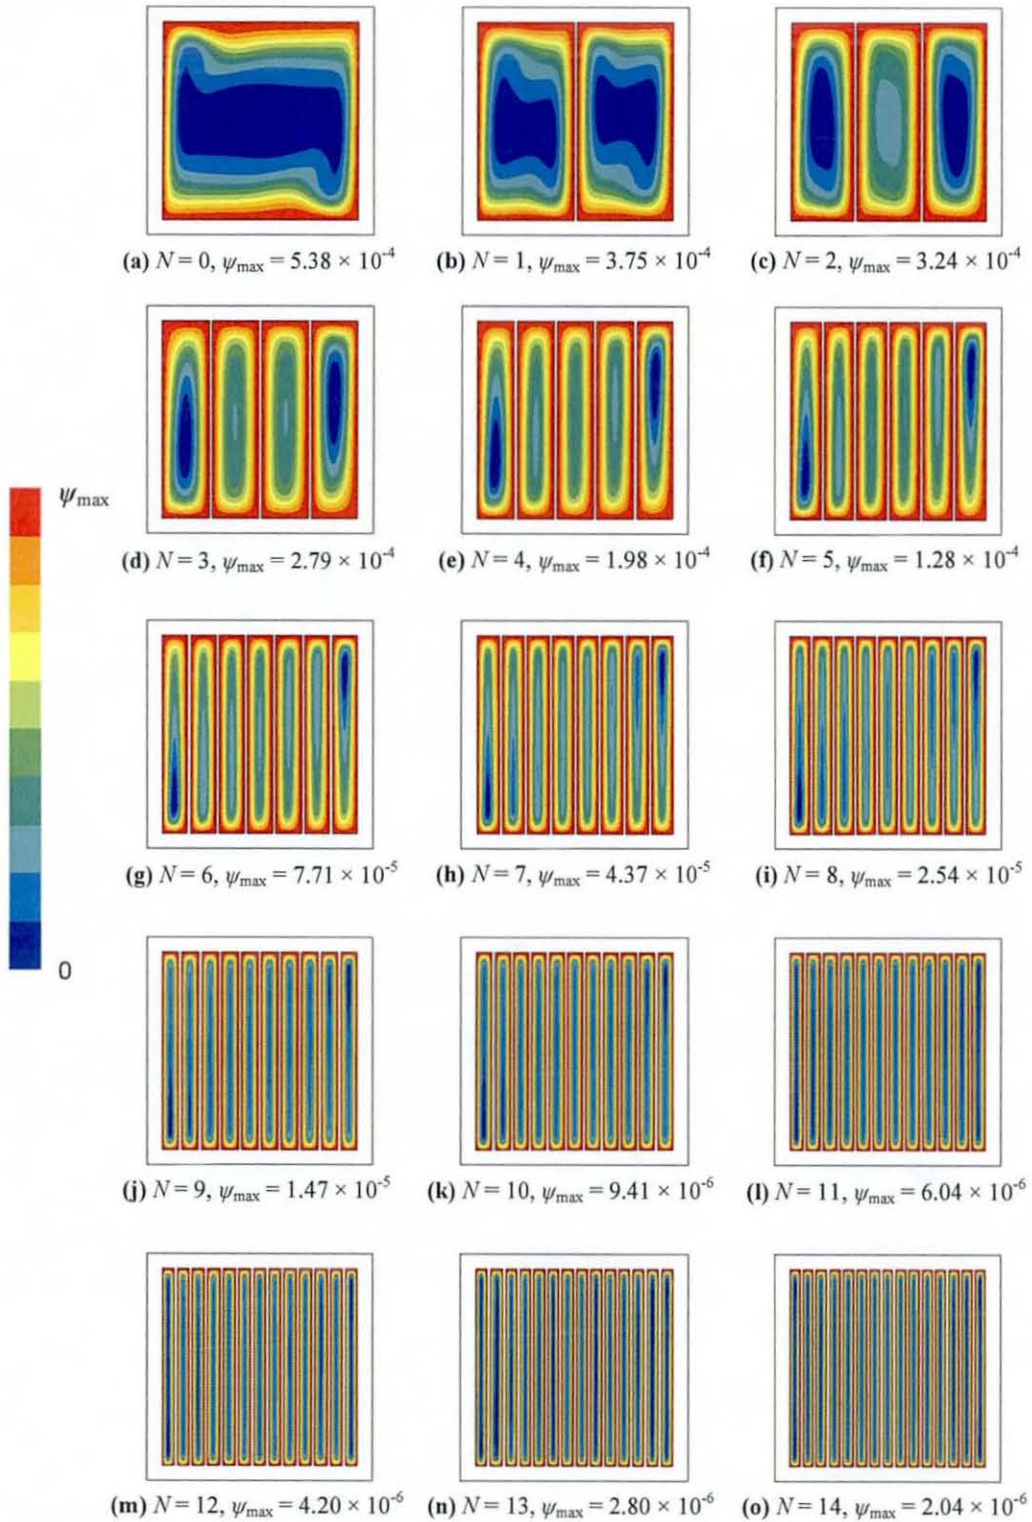 (a) N = 0, ψmax = 5.38 × 10⁻⁴
(b) N = 1, ψmax = 3.75 × 10⁻⁴
(c) N = 2, ψmax = 3.24 × 10⁻⁴
ψmax
(d) N = 3, ψmax = 2.79 × 10⁻⁴
(e) N = 4, ψmax = 1.98 × 10⁻⁴
(f) N = 5, ψmax = 1.28 × 10⁻⁴
(g) N = 6, ψmax = 7.71 × 10⁻⁵
(h) N = 7, ψmax = 4.37 × 10⁻⁵
(i) N = 8, ψmax = 2.54 × 10⁻⁵
0
(j) N = 9, ψmax = 1.47 × 10⁻⁵
(k) N = 10, ψmax = 9.41 × 10⁻⁶
(l) N = 11, ψmax = 6.04 × 10⁻⁶
(m) N = 12, ψmax = 4.20 × 10⁻⁶
(n) N = 13, ψmax = 2.80 × 10⁻⁶
(o) N = 14, ψmax = 2.04 × 10⁻⁶